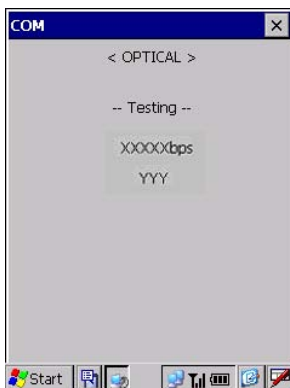 COM
< OPTICAL >
-- Testing --
XXXXXbps
YYY
Start